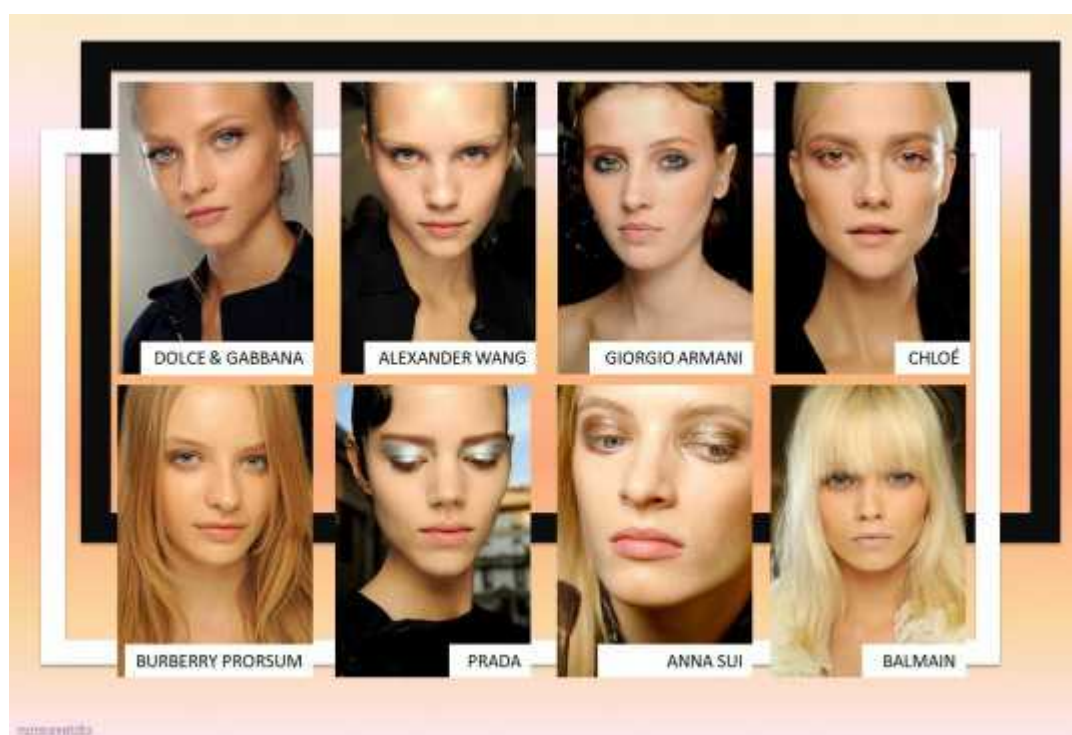 DOLCE & GABBANA
ALEXANDER WANG
GIORGIO ARMANI
CHLOÉ
BURBERRY PRORSUM
PRADA
ANNA SUI
BALMAIN